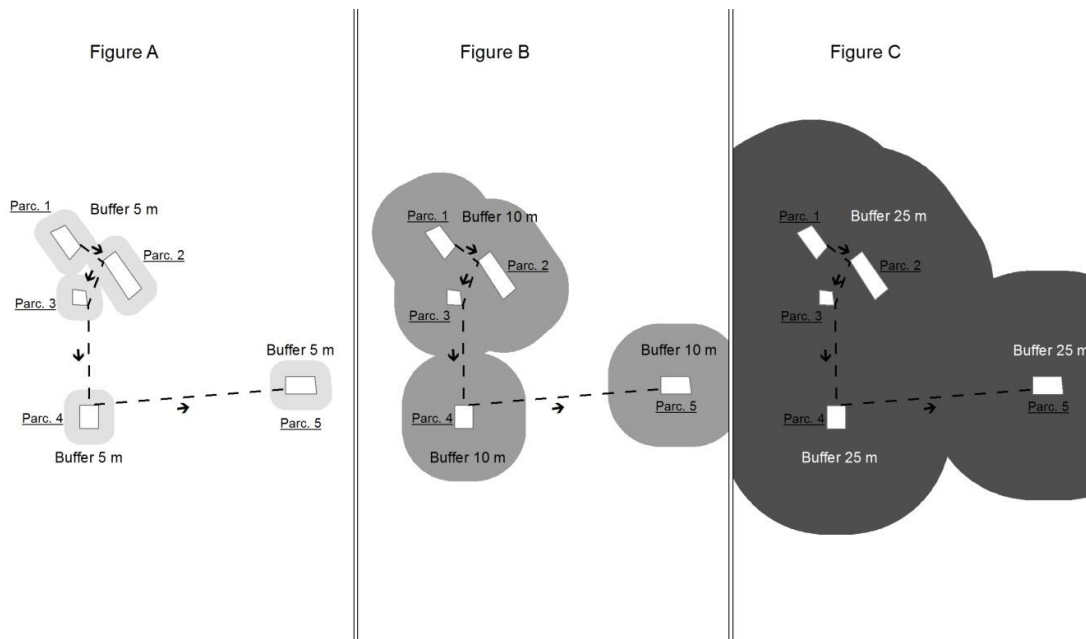 Figure A
Parc. 1
Buffer 5 m
Parc. 2
Parc. 3
Buffer 5 m
Parc. 4
Parc. 5
Buffer 5 m
Figure B
Parc. 1
Buffer 10 m
Parc. 2
Parc. 3
Buffer 10 m
Parc. 4
Parc. 5
Buffer 10 m
Figure C
Parc. 1
Buffer 25 m
Parc. 2
Parc. 3
Buffer 25 m
Parc. 4
Parc. 5
Buffer 25 m